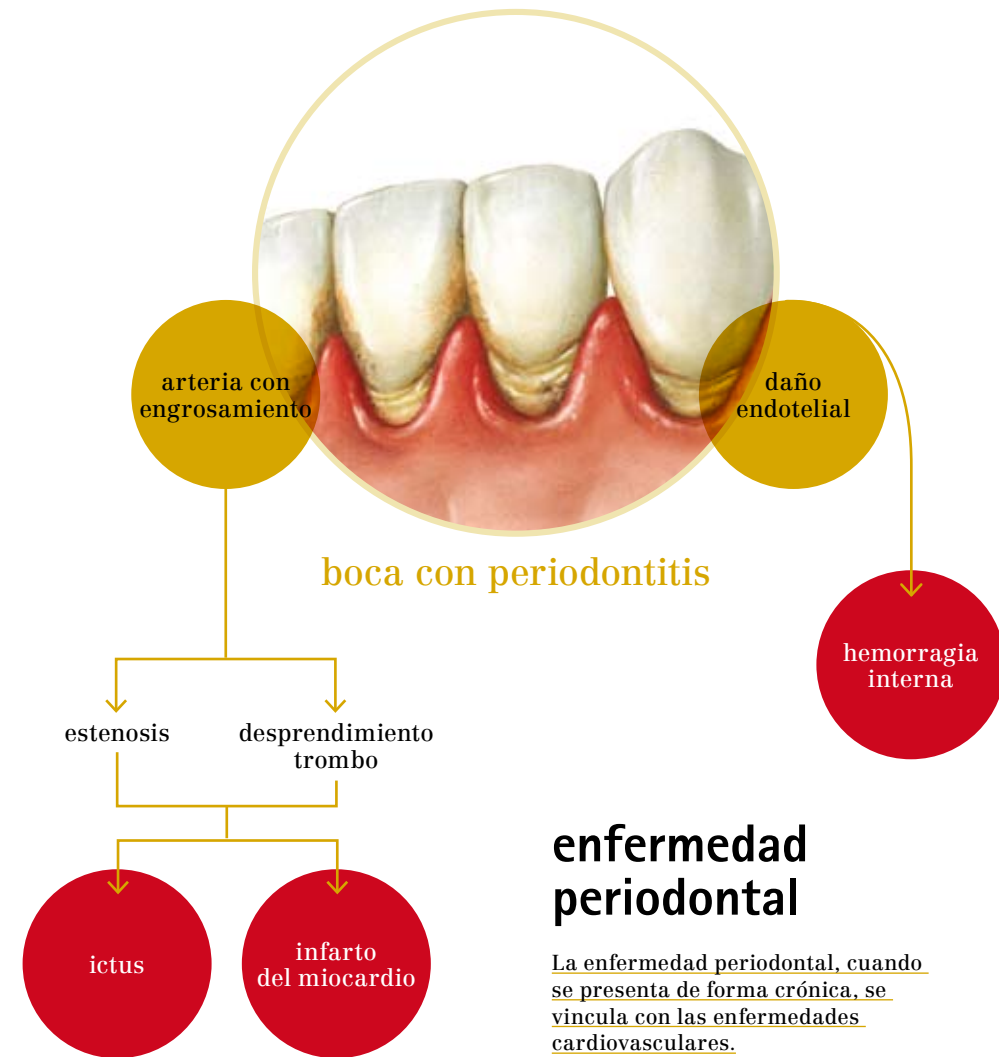 arteria con
engrosamiento
daño
endotelial
boca con periodontitis
hemorragia
interna
estenosis
desprendimiento
trombo
ictus
infarto
del miocardio
enfermedad
periodontal
La enfermedad periodontal, cuando
se presenta de forma crónica, se
vincula con las enfermedades
cardiovasculares.